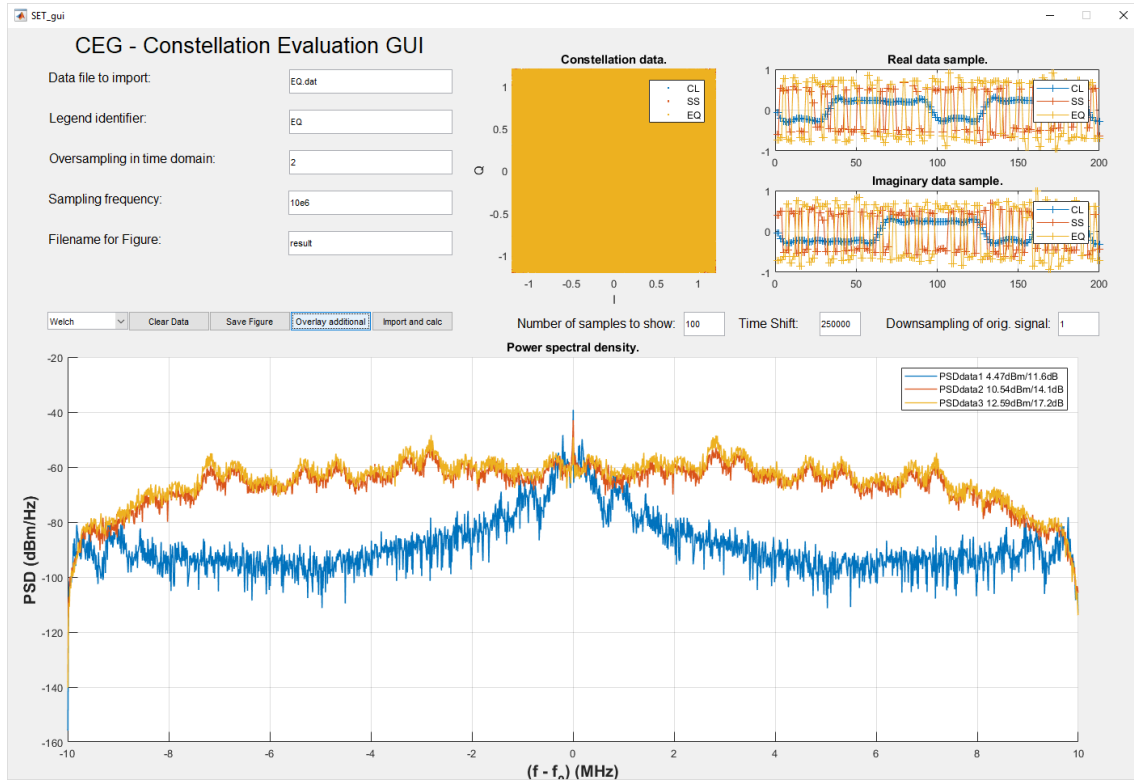 SET_gui
CEG - Constellation Evaluation GUI
Data file to import:
EQ.dat
Legend identifier:
EQ
Oversampling in time domain:
2
Sampling frequency:
10e6
Filename for Figure:
result
Welch
Clear Data
Save Figure
Overlay additional
Import and calc
Constellation data.
CL
SS
EQ
1
0.5
0
-0.5
-1
Q
-1 -0.5 0 0.5 1
I
Real data sample.
CL
SS
EQ
1
0
-1
0 50 100 150 200
Imaginary data sample.
CL
SS
EQ
1
0
-1
0 50 100 150 200
Number of samples to show: 100
Time Shift: 250000
Downsampling of orig. signal: 1
Power spectral density.
PSDdata1 4.47dBm/11.6dB
PSDdata2 10.54dBm/14.1dB
PSDdata3 12.59dBm/17.2dB
-20
-40
-60
-80
-100
-120
-140
-160
PSD (dBm/Hz)
-10 -8 -6 -4 -2 0 2 4 6 8 10
(f - f0) (MHz)